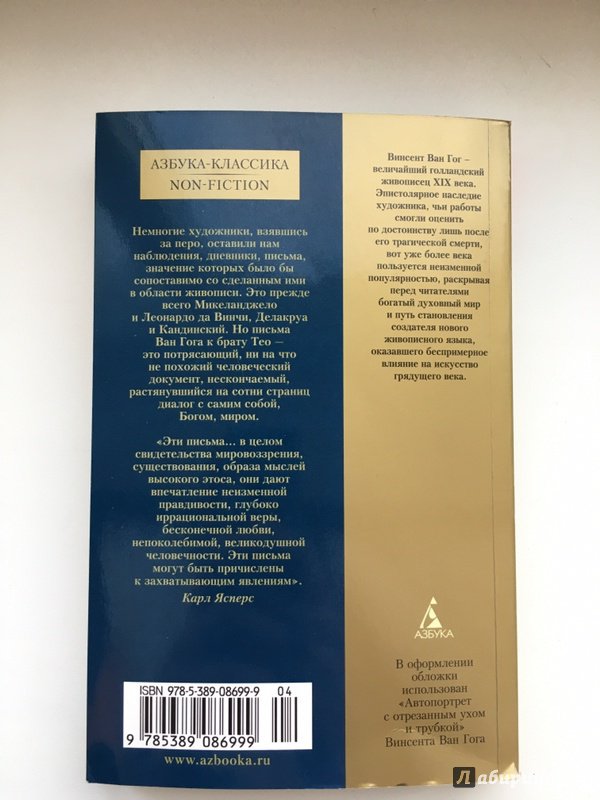 АЗБУКА-КЛАССИКА
NON-FICTION
Немногие художники, взявшись
за перо, оставили нам
наблюдения, дневники, письма,
значение которых было бы
сопоставимо со сделанным ими
в области живописи. Это прежде
всего Микеланджело
и Леонардо да Винчи, Делакруа
и Кандинский. Но письма
Ван Гога к брату Тео —
это потрясающий, ни на что
не похожий человеческий
документ, нескончаемый,
растянувшийся на сотни страниц
диалог с самим собой,
Богом, миром.
«Эти письма... в целом
свидетельства мировоззрения,
существования, образа мыслей
высокого этоса, они дают
впечатление неизменной
правдивости, глубоко
иррациональной веры,
бесконечной любви,
непоколебимой, великодушной
человечности. Эти письма
могут быть причислены
к захватывающим явлениям».
Карл Ясперс
ISBN 978-5-389-08699-9 04
9 785389 086999
www.azbooka.ru
Винсент Ван Гог –
величайший голландский
живописец XIX века.
Эпистолярное наследие
художника, чьи работы
смогли оценить
по достоинству лишь после
его трагической смерти,
вот уже более века
пользуется неизменной
популярностью, раскрывая
перед читателями
богатый духовный мир
и путь становления
создателя нового
живописного языка,
оказавшего беспримерное
влияние на искусство
грядущего века.
АЗБУКА
В оформлении
обложки
использован
«Автопортрет
с отрезанным ухом
и трубкой»
Винсента Ван Гога